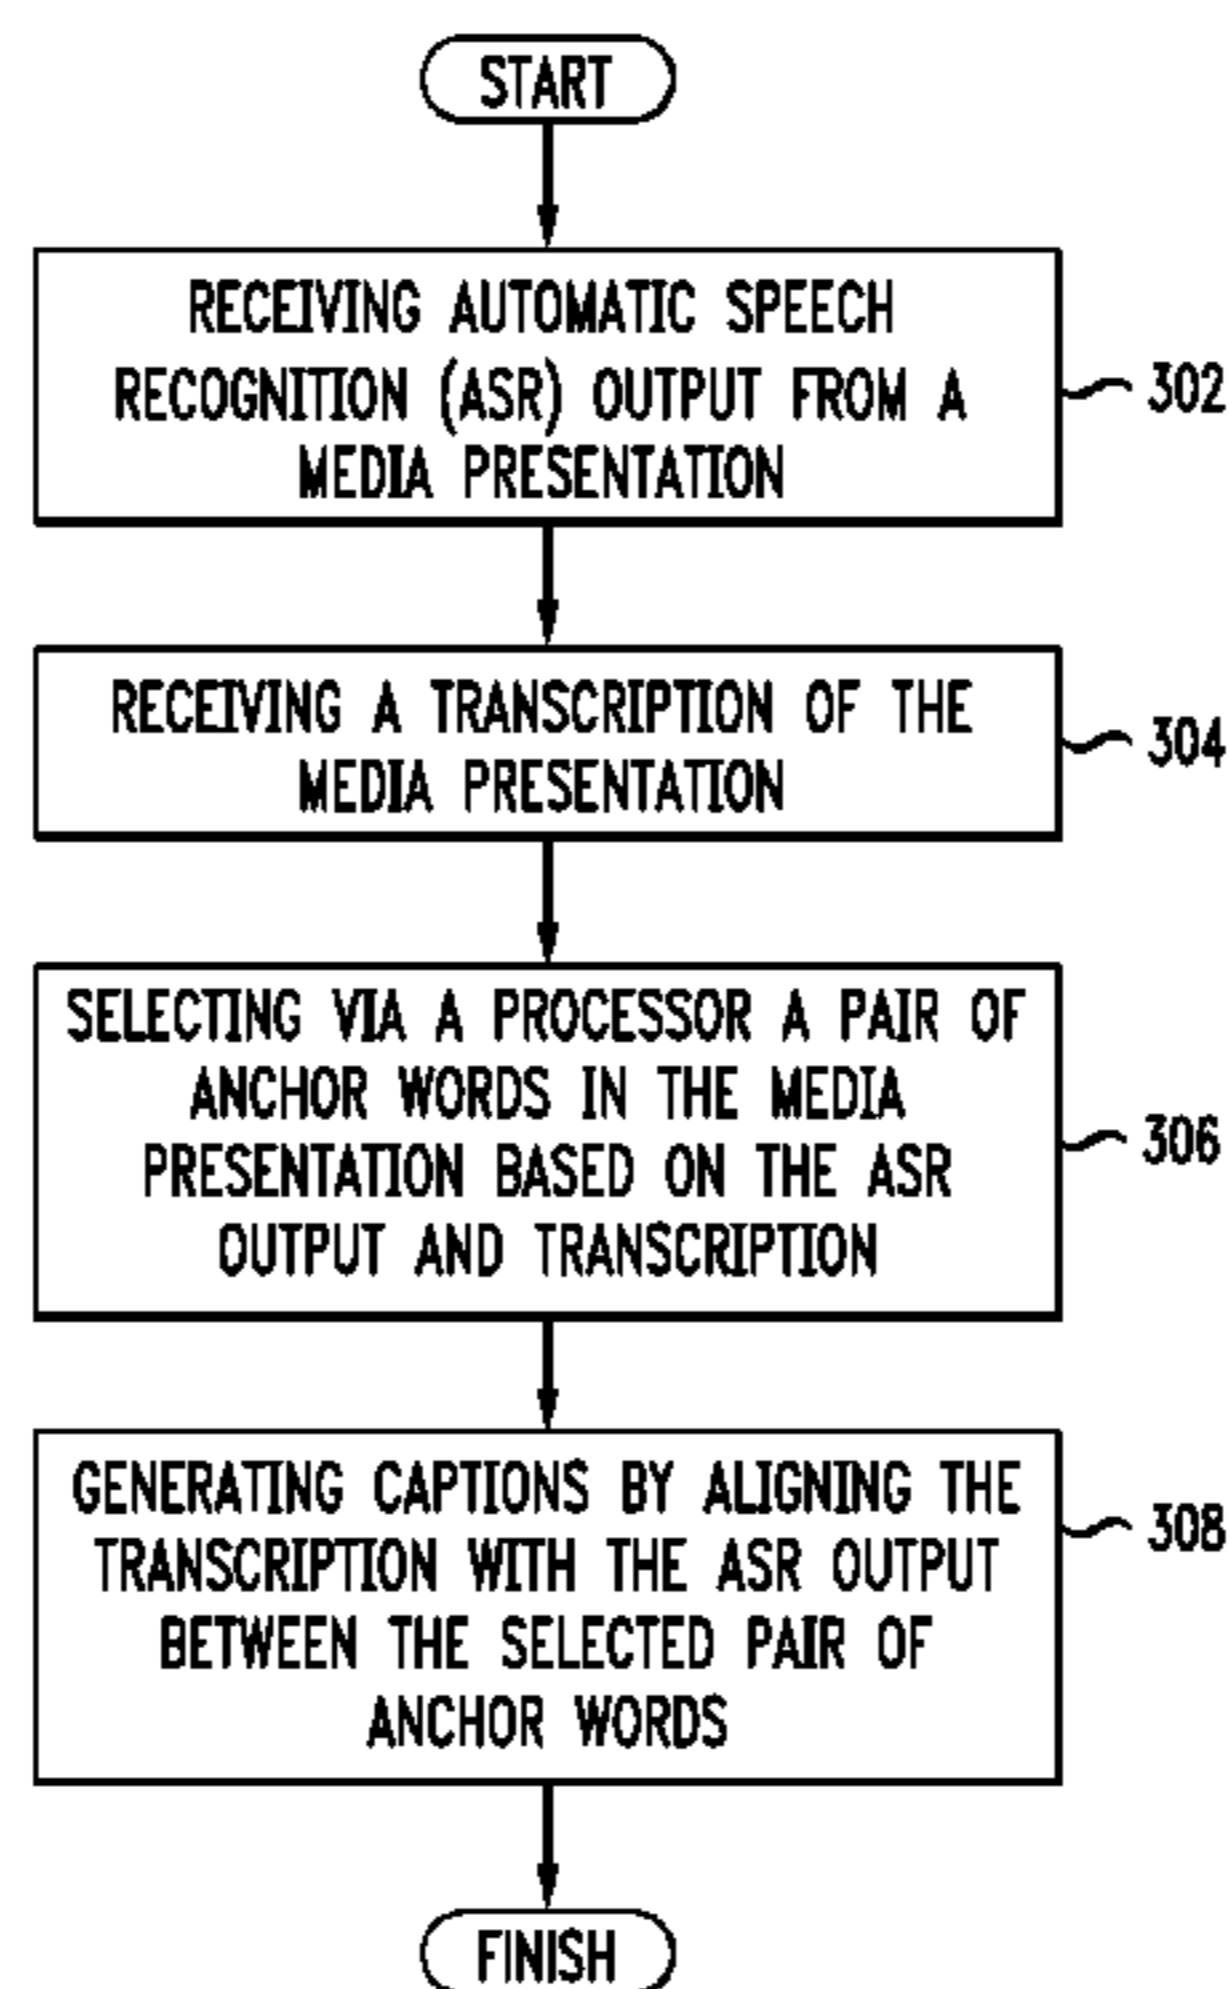 START
RECEIVING AUTOMATIC SPEECH
RECOGNITION (ASR) OUTPUT FROM A
MEDIA PRESENTATION
302
RECEIVING A TRANSCRIPTION OF THE
MEDIA PRESENTATION
304
SELECTING VIA A PROCESSOR A PAIR OF
ANCHOR WORDS IN THE MEDIA
PRESENTATION BASED ON THE ASR
OUTPUT AND TRANSCRIPTION
306
GENERATING CAPTIONS BY ALIGNING THE
TRANSCRIPTION WITH THE ASR OUTPUT
BETWEEN THE SELECTED PAIR OF
ANCHOR WORDS
308
FINISH